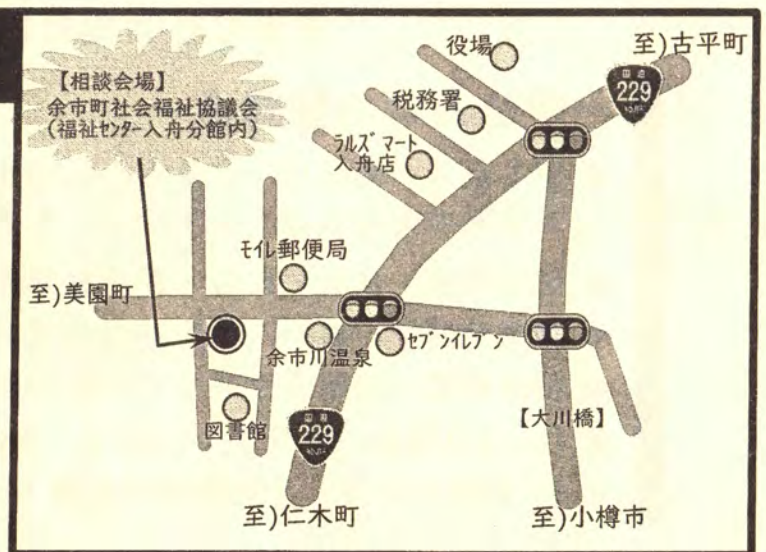 【相談会場】
余市町社会福祉協議会
(福祉センター入舟分館内)
役場
至)古平町
国道
229
税務署
ラルズマート
入舟店
モイレ郵便局
至)美園町
余市川温泉
セブンイレブン
図書館
国道
229
【大川橋】
至)仁木町
至)小樽市